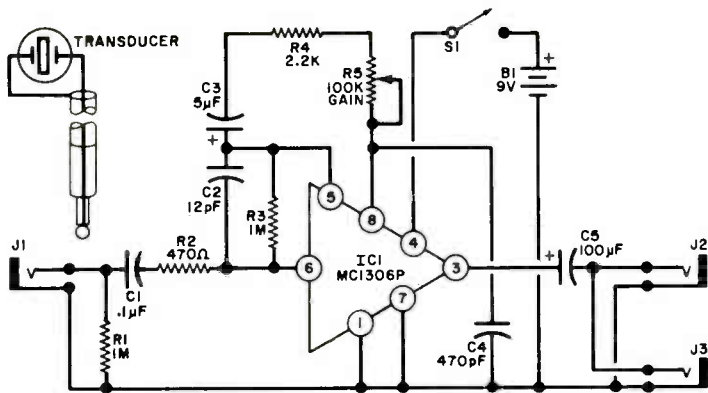 TRANSDUCER
R4
2.2K
S1
C3
5µF
+
R5
100K
GAIN
+
B1
9V
C2
12pF
R3
1M
5
8
4
J1
V
C1
.1µF
R2
470Ω
6
IC1
MC1306P
3
+
C5
100µF
J2
V
R1
1M
1
7
C4
470pF
J3
V